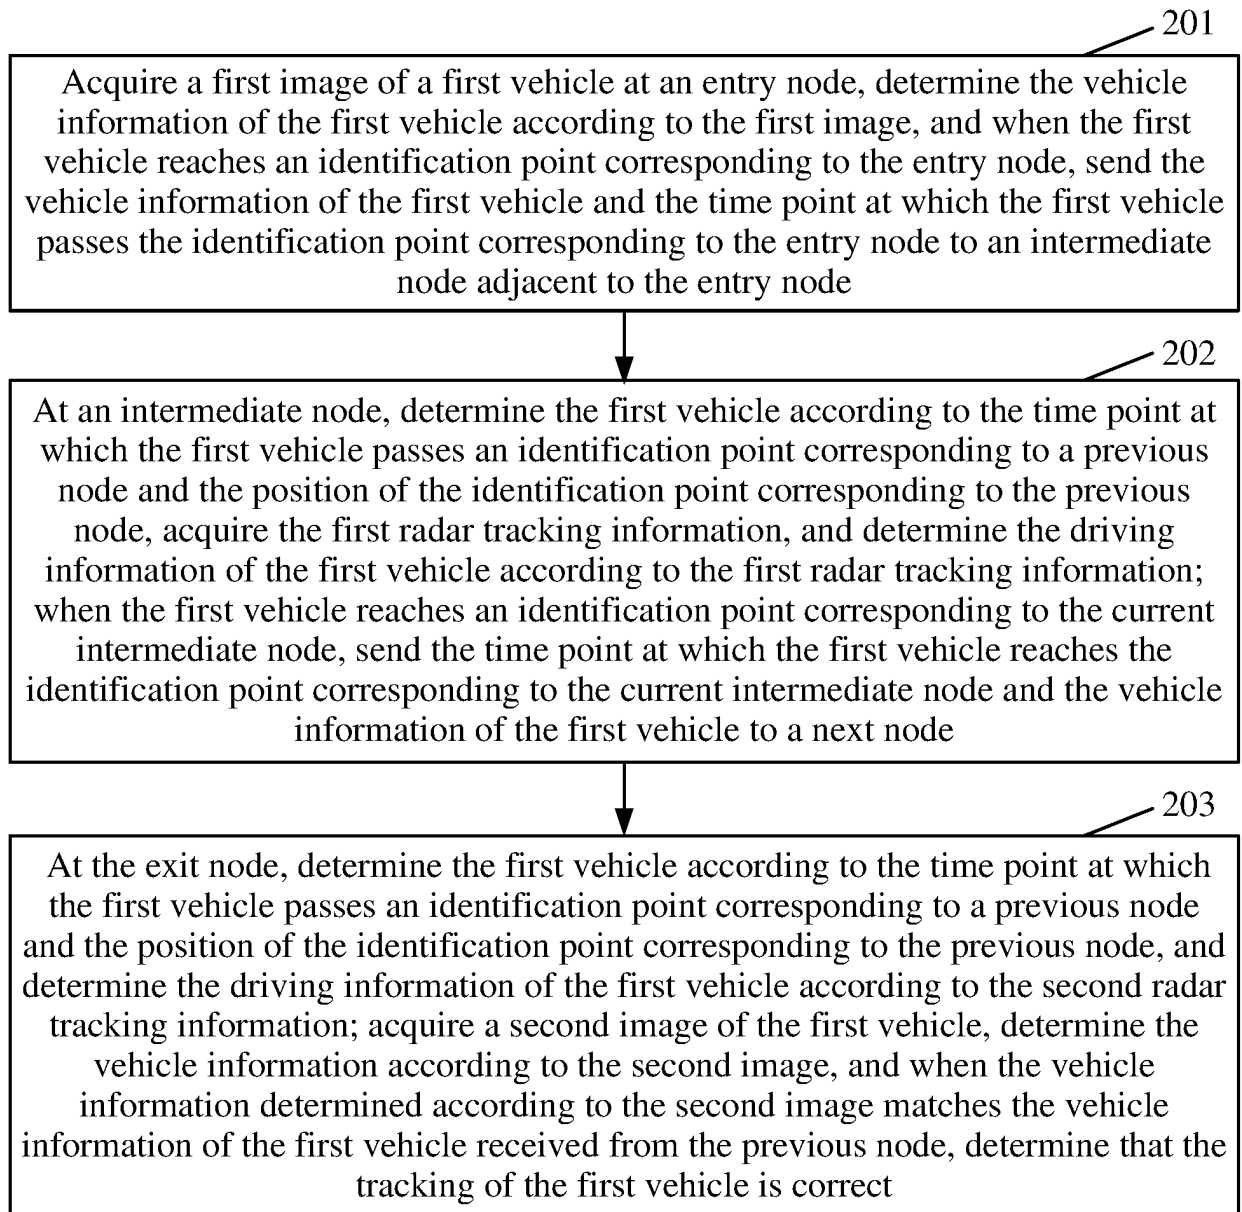 201
Acquire a first image of a first vehicle at an entry node, determine the vehicle
information of the first vehicle according to the first image, and when the first
vehicle reaches an identification point corresponding to the entry node, send the
vehicle information of the first vehicle and the time point at which the first vehicle
passes the identification point corresponding to the entry node to an intermediate
node adjacent to the entry node
202
At an intermediate node, determine the first vehicle according to the time point at
which the first vehicle passes an identification point corresponding to a previous
node and the position of the identification point corresponding to the previous
node, acquire the first radar tracking information, and determine the driving
information of the first vehicle according to the first radar tracking information;
when the first vehicle reaches an identification point corresponding to the current
intermediate node, send the time point at which the first vehicle reaches the
identification point corresponding to the current intermediate node and the vehicle
information of the first vehicle to a next node
203
At the exit node, determine the first vehicle according to the time point at which
the first vehicle passes an identification point corresponding to a previous node
and the position of the identification point corresponding to the previous node, and
determine the driving information of the first vehicle according to the second radar
tracking information; acquire a second image of the first vehicle, determine the
vehicle information according to the second image, and when the vehicle
information determined according to the second image matches the vehicle
information of the first vehicle received from the previous node, determine that the
tracking of the first vehicle is correct